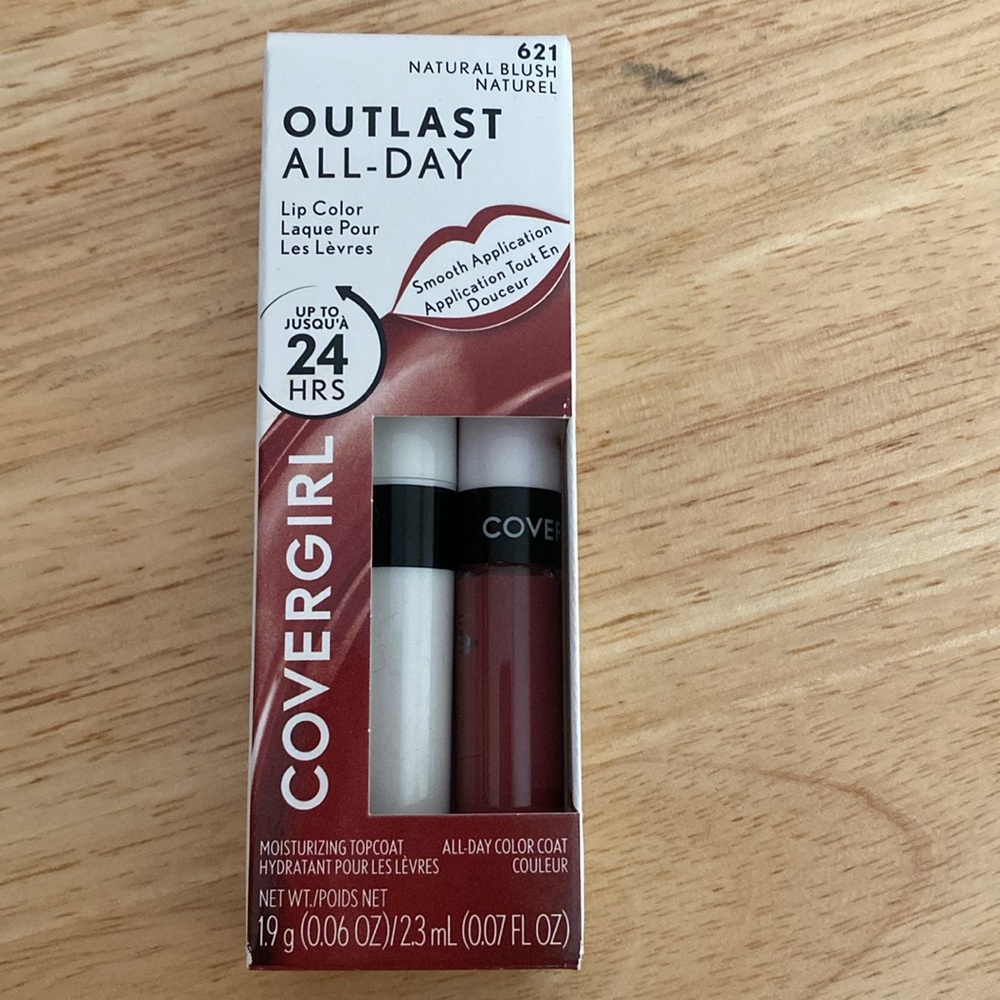 621
NATURAL BLUSH
NATUREL
OUTLAST
ALL-DAY
Lip Color
Laque Pour
Les Lèvres
Smooth Application
Application Tout En
Douceur
UP TO
JUSQU'À
24
HRS
COVERGIRL
COVER
MOISTURIZING TOPCOAT
HYDRATANT POUR LES LÈVRES
ALL-DAY COLOR COAT
COULEUR
NET WT./POIDS NET
1.9 g (0.06 OZ)/2.3 mL (0.07 FL OZ)